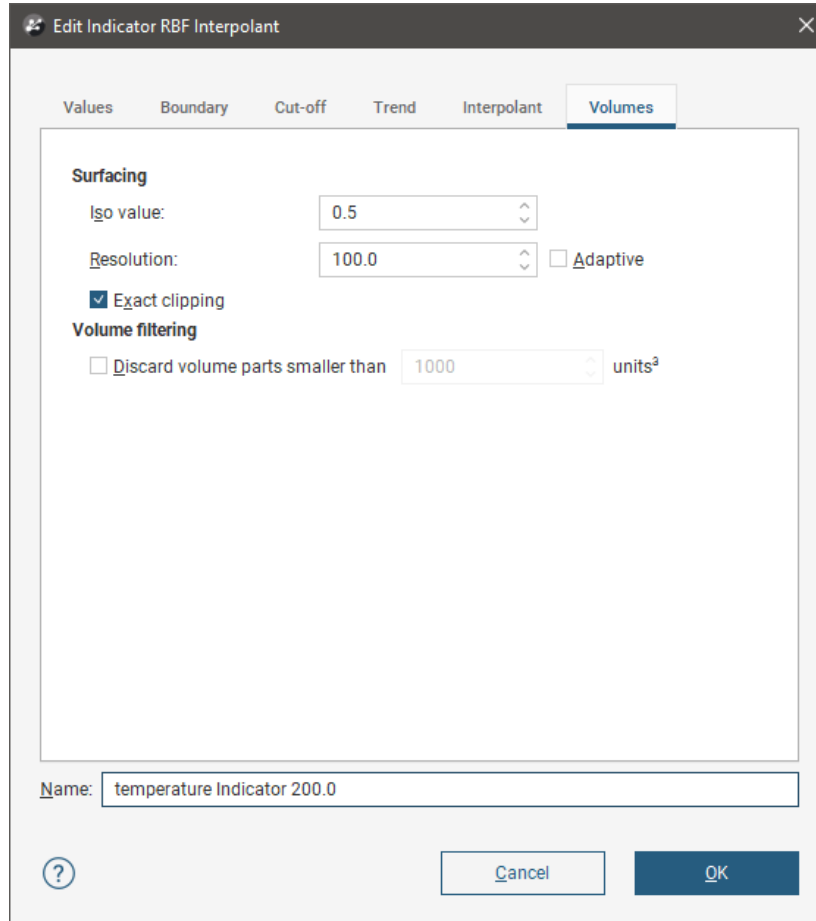 Edit Indicator RBF Interpolant
Values Boundary Cut-off Trend Interpolant Volumes
Surfacing
Iso value: 0.5
Resolution: 100.0 Adaptive
Exact clipping
Volume filtering
Discard volume parts smaller than 1000 units³
Name: temperature Indicator 200.0
? Cancel OK